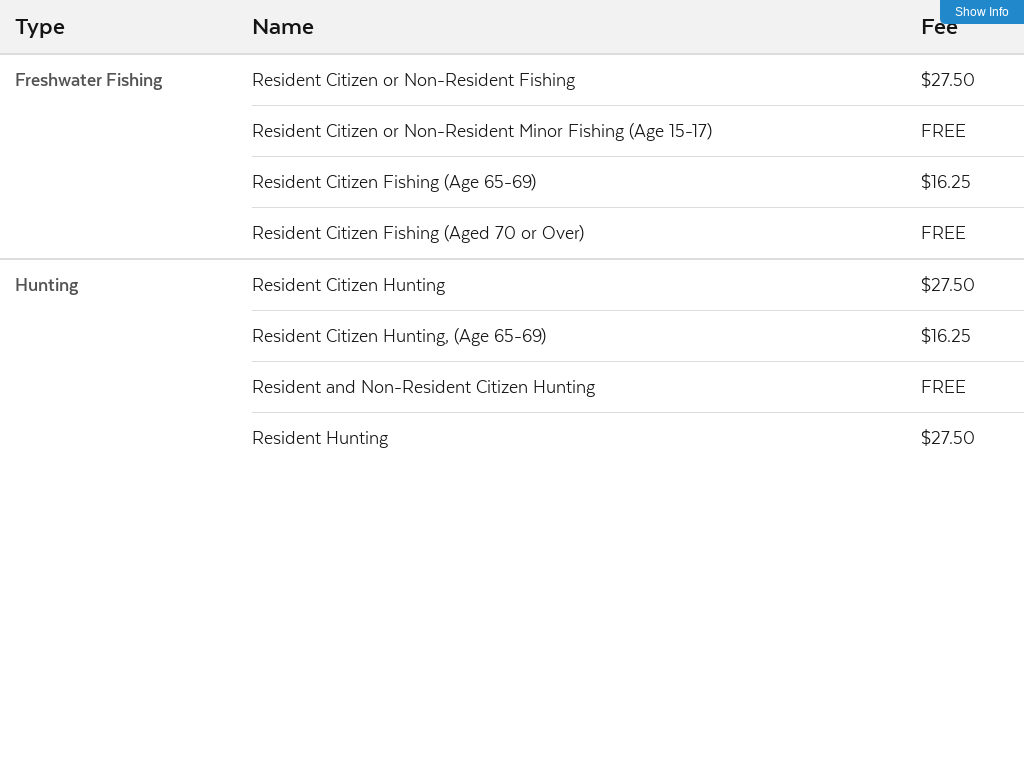 Type Name Fee
Show Info
Freshwater Fishing Resident Citizen or Non-Resident Fishing $27.50
Resident Citizen or Non-Resident Minor Fishing (Age 15-17) FREE
Resident Citizen Fishing (Age 65-69) $16.25
Resident Citizen Fishing (Aged 70 or Over) FREE
Hunting Resident Citizen Hunting $27.50
Resident Citizen Hunting, (Age 65-69) $16.25
Resident and Non-Resident Citizen Hunting FREE
Resident Hunting $27.50